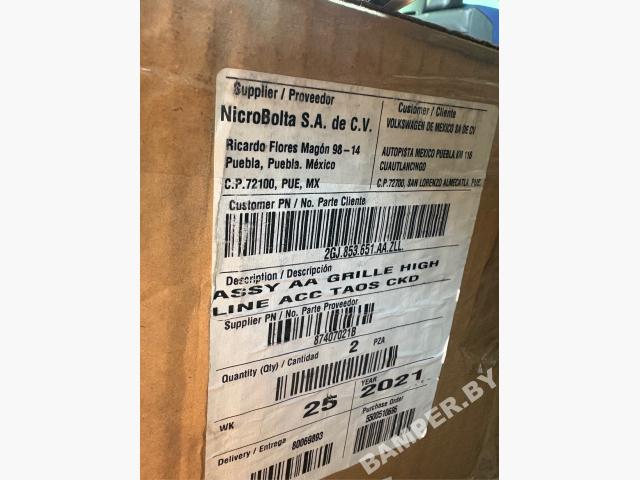 Supplier / Proveedor
NicroBolta S.A. de C.V.
Ricardo Flores Magón 98-14
Puebla, Puebla. México
C.P.72100, PUE, MX
Customer / Cliente
VOLKSWAGEN DE MEXICO SA DE CV
AUTOPISTA MEXICO PUEBLA KM 116
CUAUTLANCINGO
C.P.72700, SAN LORENZO ALMECATLA, PUE.
Customer PN / No. Parte Cliente
2GJ.853.651.AA.ZLL.
Description / Descripción
ASSY AA GRILLE HIGH
LINE ACC TAOS CKD
Supplier PN / No. Parte Proveedor
87407021B
Quantity (Qty) / Cantidad 2 PZA
WK 25 YEAR 2021
Delivery / Entrega 80069893
Purchase Order
5500510695
BAMPER.BY